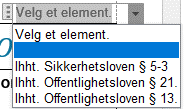 Velg et element.
Velg et element.
Ihht. Sikkerhetsloven § 5-3
Ihht. Offentlighetsloven § 21.
Ihht. Offentlighetsloven § 13.